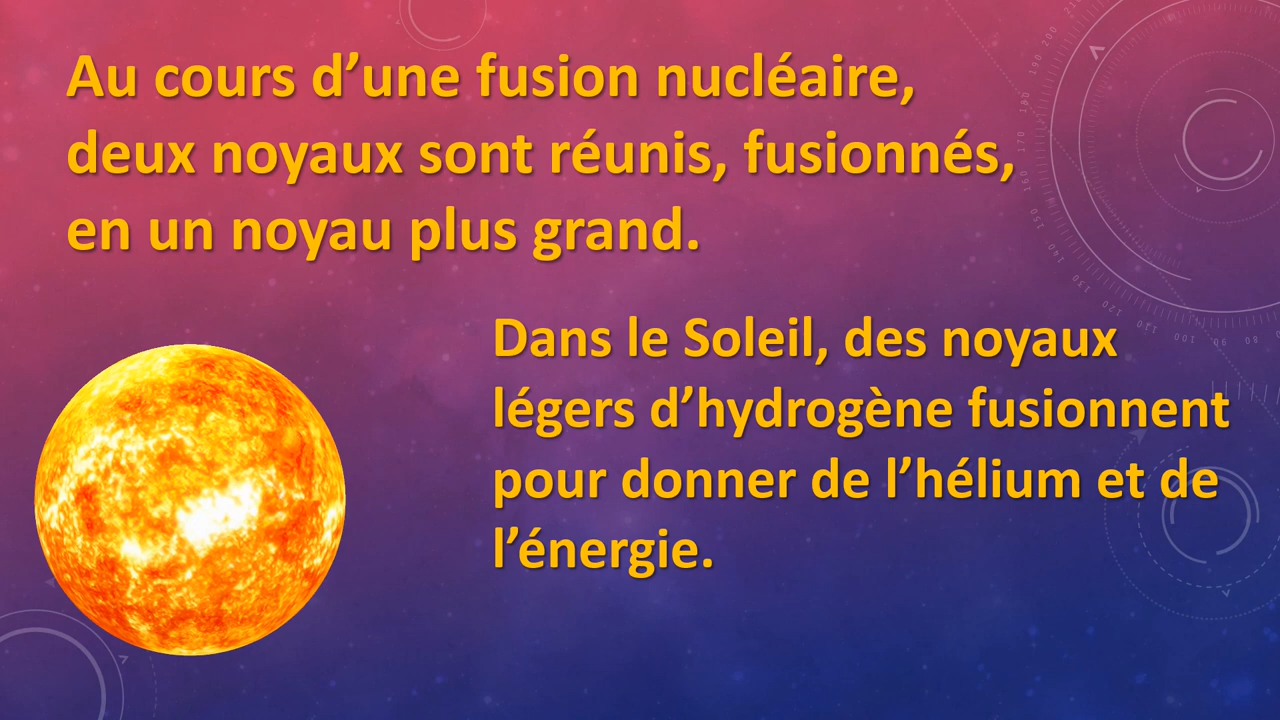 Au cours d’une fusion nucléaire,
deux noyaux sont réunis, fusionnés,
en un noyau plus grand.
Dans le Soleil, des noyaux
légers d’hydrogène fusionnent
pour donner de l’hélium et de
l’énergie.